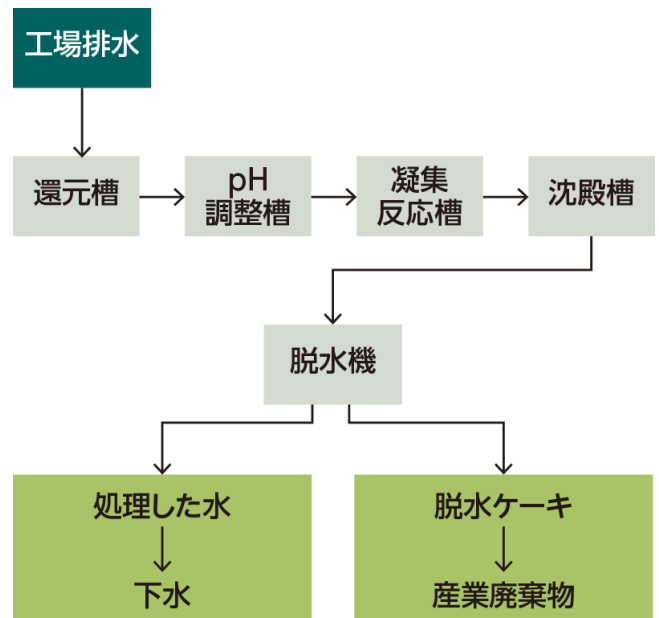 工場排水
還元槽
pH
調整槽
凝集
反応槽
沈殿槽
脱水機
処理した水
下水
脱水ケーキ
産業廃棄物